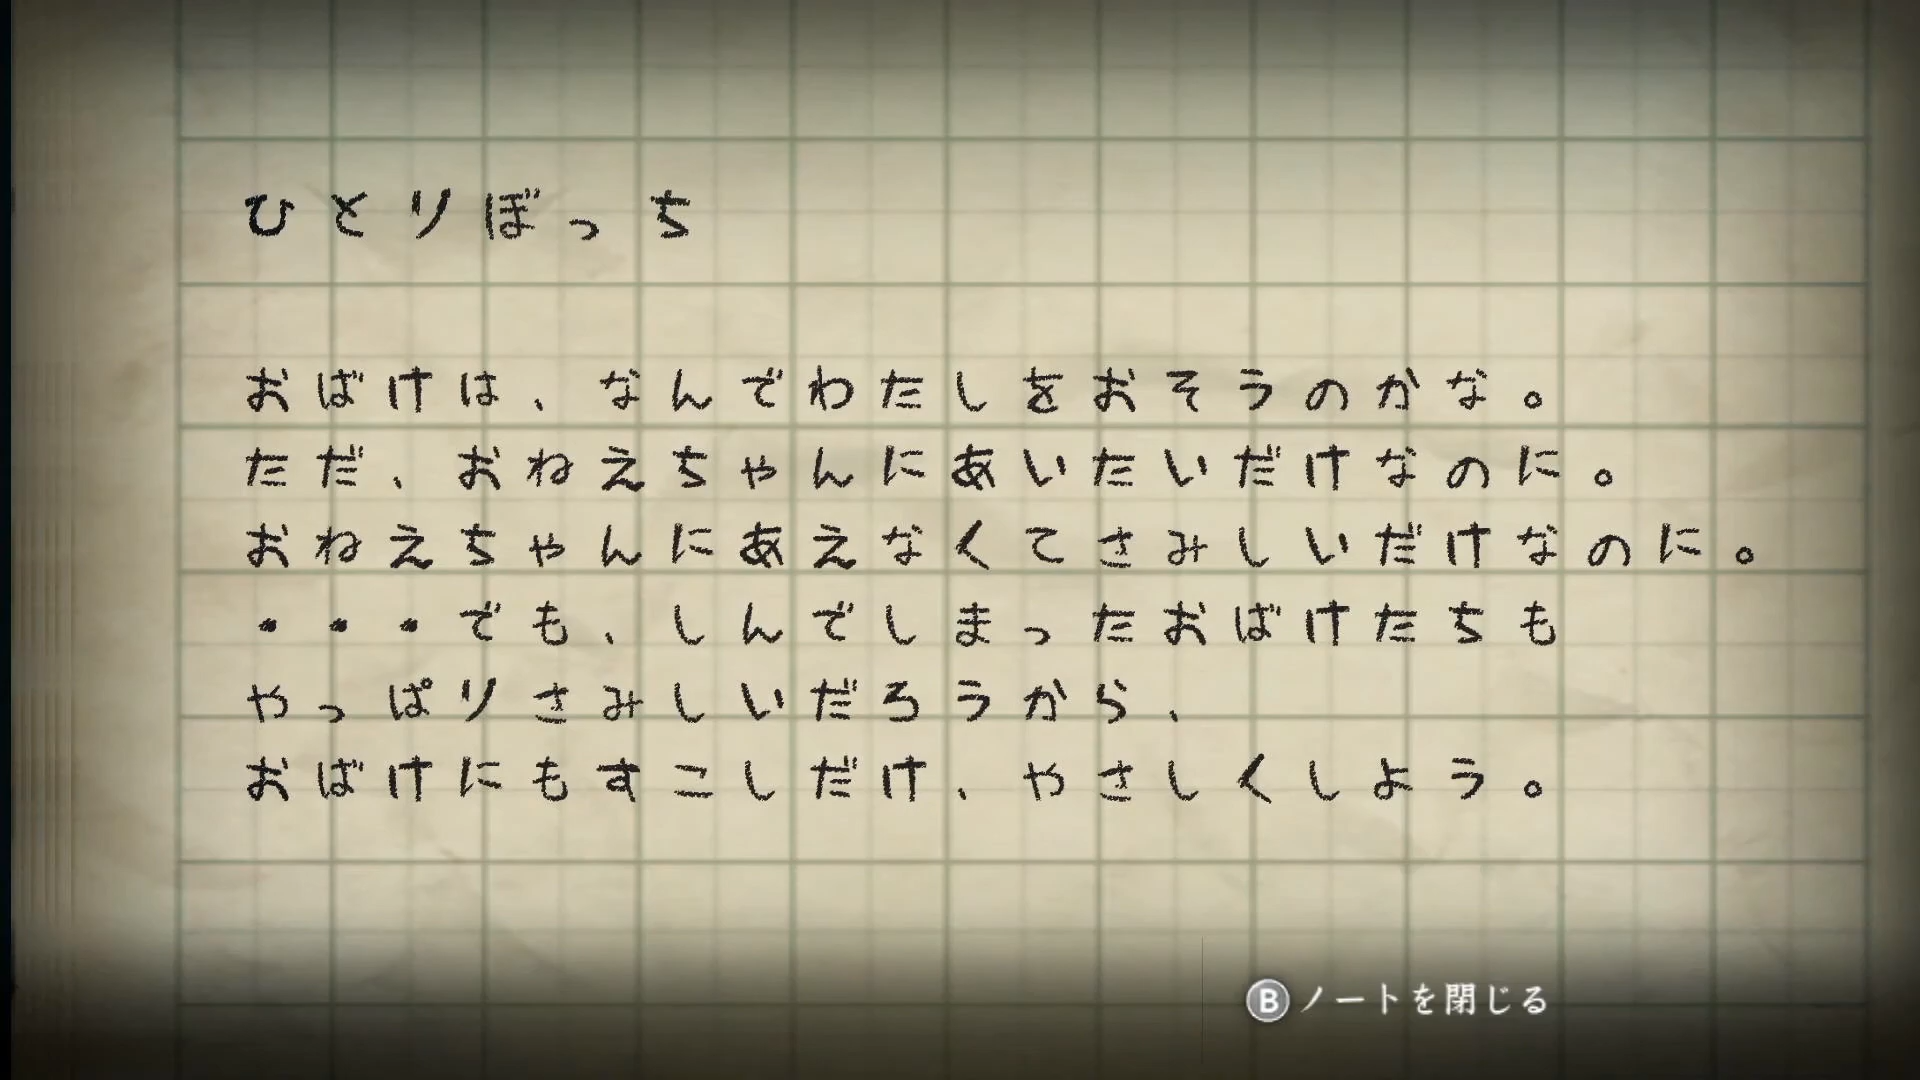 ひとりぼっち
おばけは、なんでわたしをおそうのかな。
ただ、おねえちゃんにあいたいだけなのに。
おねえちゃんにあえなくてさみしいだけなのに。
・・・でも、しんでしまったおばけたちも
やっぱりさみしいだろうから、
おばけにもすこしだけ、やさしくしよう。
Ⓑノートを閉じる